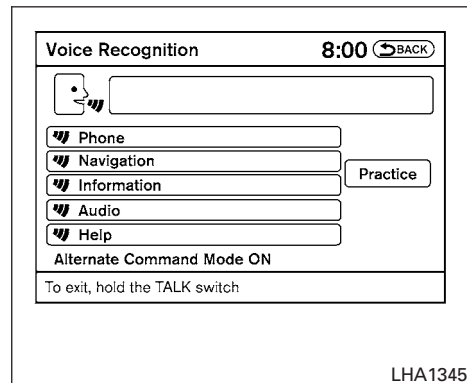 Voice Recognition 8:00 BACK
Phone
Navigation
Information
Practice
Audio
Help
Alternate Command Mode ON
To exit, hold the TALK switch
LHA1345